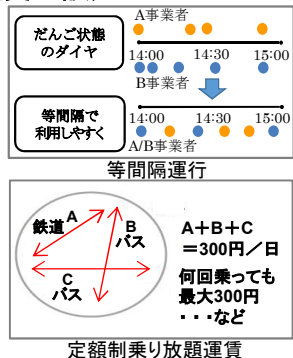 A事業者
だんご状態
のダイヤ
14:00 14:30 15:00
B事業者
等間隔で
利用しやすく
14:00 14:30 15:00
A/B事業者
等間隔運行
鉄道 A
B
バス
C
バス
A+B+C
=300円/日
何回乗っても
最大300円
・・・など
定額制乗り放題運賃